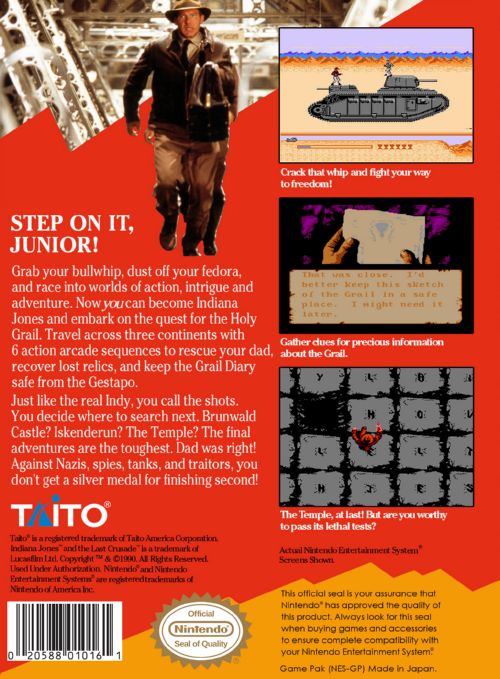 STEP ON IT,
JUNIOR!
Grab your bullwhip, dust off your fedora,
and race into worlds of action, intrigue and
adventure. Now you can become Indiana
Jones and embark on the quest for the Holy
Grail. Travel across three continents with
6 action arcade sequences to rescue your dad,
recover lost relics, and keep the Grail Diary
safe from the Gestapo.
Just like the real Indy, you call the shots.
You decide where to search next. Brunwald
Castle? Iskenderun? The Temple? The final
adventures are the toughest. Dad was right!
Against Nazis, spies, tanks, and traitors, you
don't get a silver medal for finishing second!
TAITO®
Taito® is a registered trademark of Taito America Corporation.
Indiana Jones™ and the Last Crusade™ is a trademark of
Lucasfilm Ltd. Copyright ™ & ©1990. All Rights Reserved.
Used Under Authorization. Nintendo® and Nintendo
Entertainment Systems® are registered trademarks of
Nintendo of America Inc.
0 20588 01016 1
Official
Nintendo
Seal of Quality
Crack that whip and fight your way
to freedom!
That was close. I'd
better keep this sketch
of the Grail in a safe
place. I might need it
later.
Gather clues for precious information
about the Grail.
The Temple, at last! But are you worthy
to pass its lethal tests?
Actual Nintendo Entertainment System®
Screens Shown.
This official seal is your assurance that
Nintendo® has approved the quality of
this product. Always look for this seal
when buying games and accessories
to ensure complete compatibility with
your Nintendo Entertainment System®.
Game Pak (NES-GP) Made in Japan.